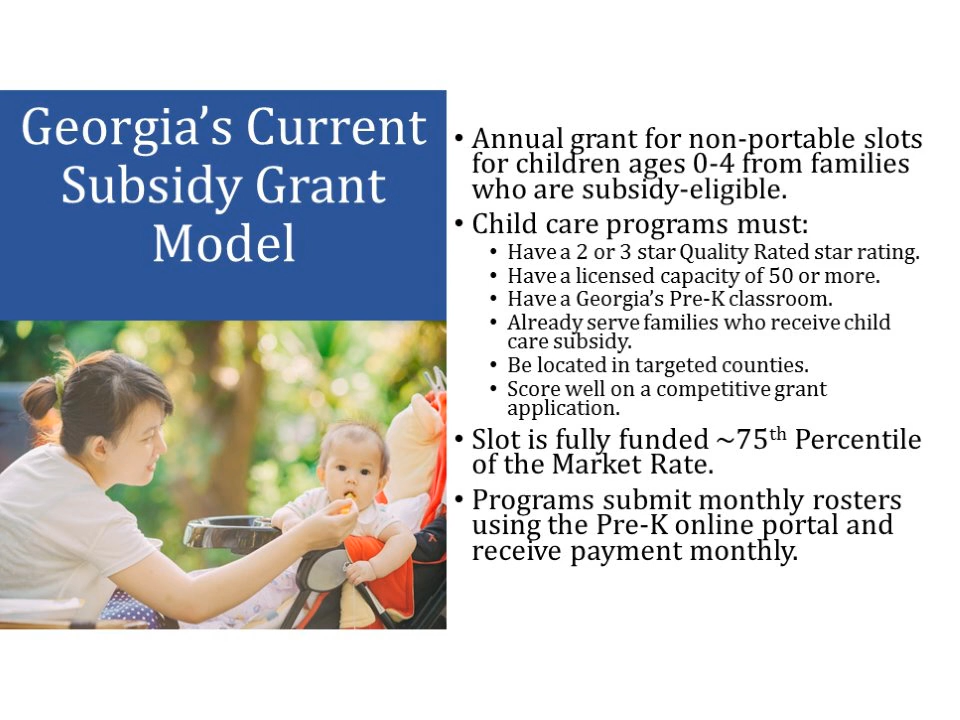 Georgia’s Current
Subsidy Grant
Model
• Annual grant for non-portable slots
for children ages 0-4 from families
who are subsidy-eligible.
• Child care programs must:
• Have a 2 or 3 star Quality Rated star rating.
• Have a licensed capacity of 50 or more.
• Have a Georgia’s Pre-K classroom.
• Already serve families who receive child
care subsidy.
• Be located in targeted counties.
• Score well on a competitive grant
application.
• Slot is fully funded ~75th Percentile
of the Market Rate.
• Programs submit monthly rosters
using the Pre-K online portal and
receive payment monthly.